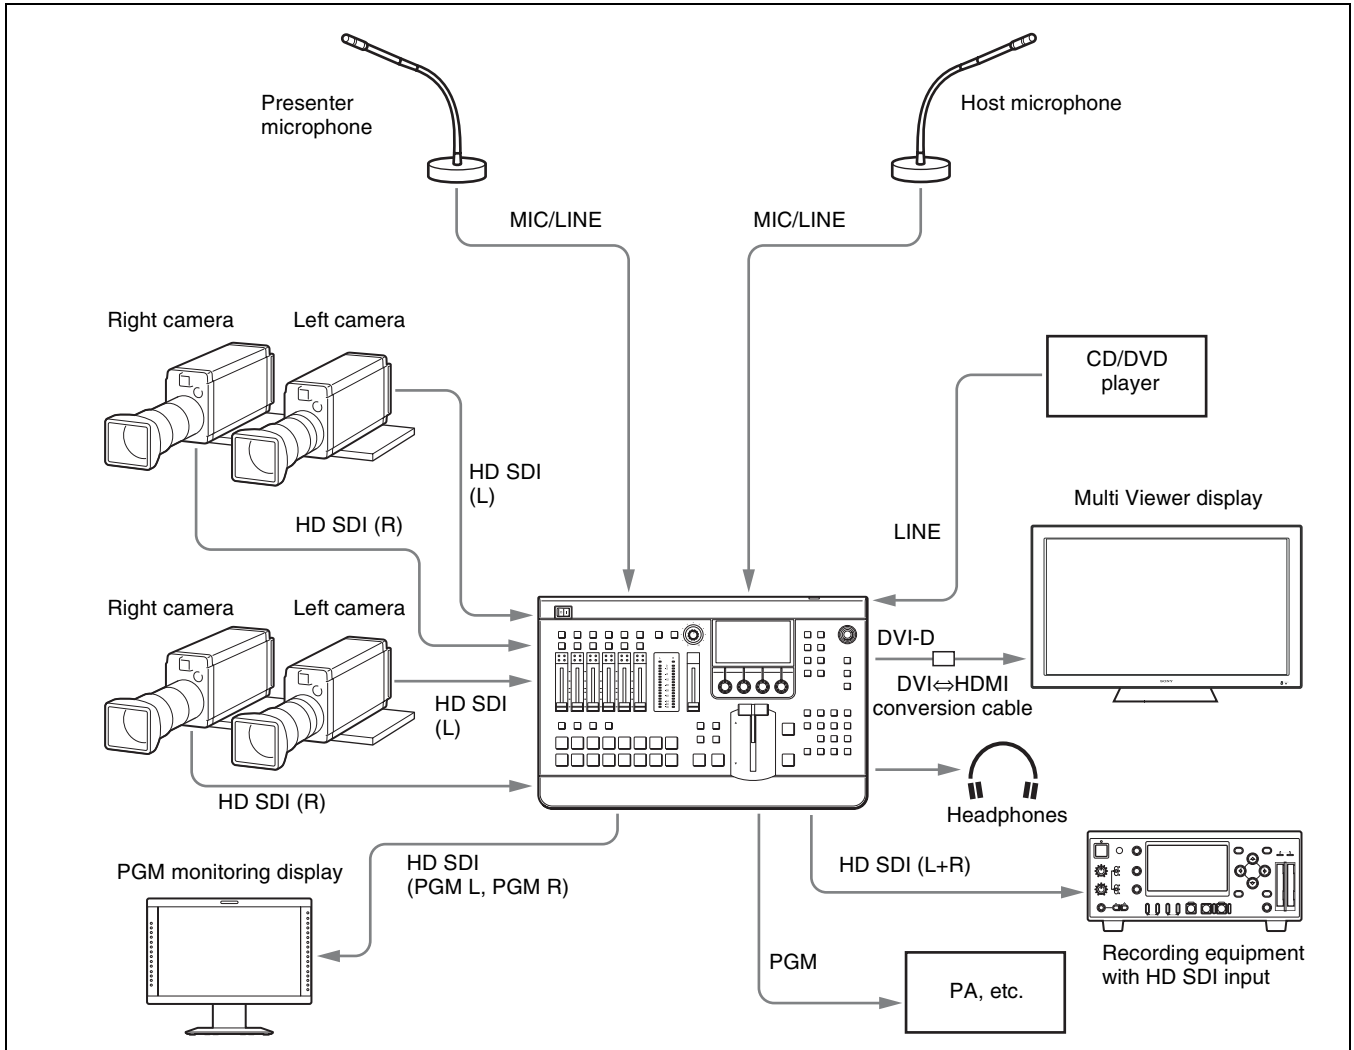 Presenter
microphone
Host microphone
MIC/LINE
MIC/LINE
Right camera
Left camera
CD/DVD
player
HD SDI
(L)
HD SDI (R)
LINE
Multi Viewer display
Right camera
Left camera
DVI-D
DVI⇔HDMI
conversion cable
SONY
HD SDI
(L)
HD SDI (R)
Headphones
PGM monitoring display
HD SDI
(PGM L, PGM R)
HD SDI (L+R)
PGM
PA, etc.
Recording equipment
with HD SDI input